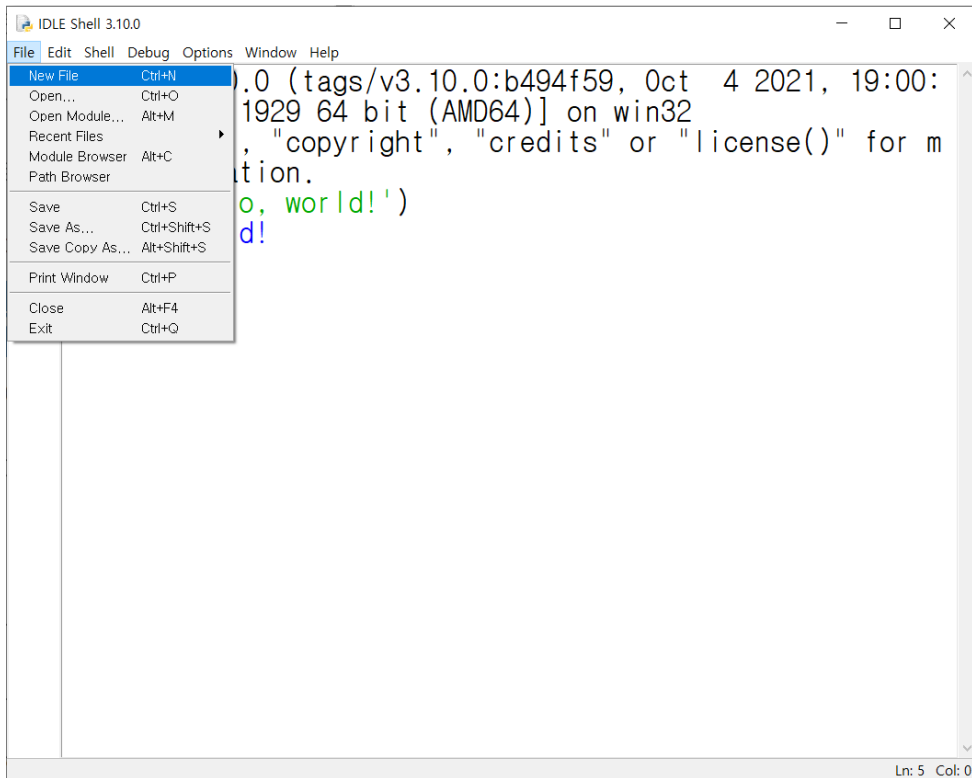 IDLE Shell 3.10.0
File Edit Shell Debug Options Window Help
New File Ctrl+N
Open... Ctrl+O
Open Module... Alt+M
Recent Files
Module Browser Alt+C
Path Browser
Save Ctrl+S
Save As... Ctrl+Shift+S
Save Copy As... Alt+Shift+S
Print Window Ctrl+P
Close Alt+F4
Exit Ctrl+Q
.0 (tags/v3.10.0:b494f59, Oct  4 2021, 19:00:
1929 64 bit (AMD64)] on win32
, "copyright", "credits" or "license()" for m
ation.
o, world!')
d!
Ln: 5 Col: 0